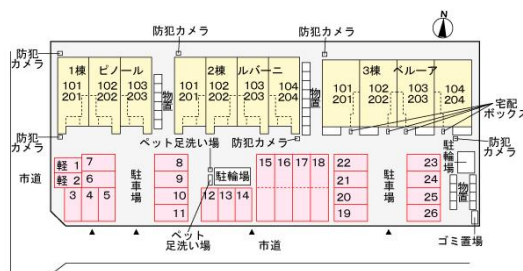 N
防犯カメラ
防犯カメラ
防犯
カメラ
1棟 ピノール
2棟 ルバーニ
3棟 ベルーア
101
201
102
202
103
203
物置
101
201
102
202
103
203
104
204
物置
101
201
102
202
103
203
104
204
宅配
ボックス
防犯
カメラ
ペット足洗い場
防犯カメラ
防犯
カメラ
市道
軽 1
軽 2
3
4
5
6
7
駐車場
8
9
10
11
駐輪場
12
13
14
15
16
17
18
22
21
20
19
駐車場
23
24
25
26
駐輪場
物置
ゴミ置場
ペット
足洗い場
市道